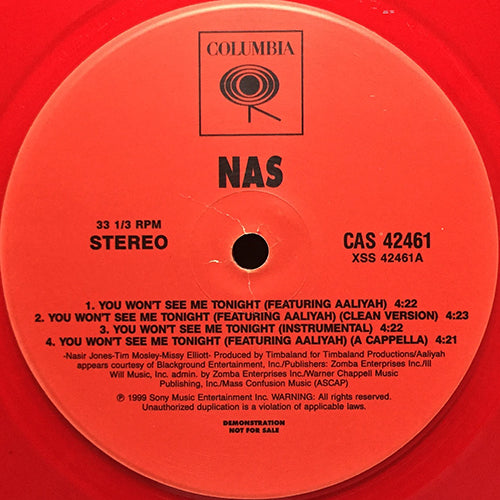 COLUMBIA
NAS
33 1/3 RPM
STEREO
CAS 42461
XSS 42461A
1. YOU WON'T SEE ME TONIGHT (FEATURING AALIYAH) 4:22
2. YOU WON'T SEE ME TONIGHT (FEATURING AALIYAH) (CLEAN VERSION) 4:23
3. YOU WON'T SEE ME TONIGHT (INSTRUMENTAL) 4:22
4. YOU WON'T SEE ME TONIGHT (FEATURING AALIYAH) (A CAPPELLA) 4:21
-Nasir Jones-Tim Mosley-Missy Elliott- Produced by Timbaland for Timbaland Productions/Aaliyah
appears courtesy of Blackground Entertainment, Inc./Publishers: Zomba Enterprises Inc./Ill
Will Music, Inc. admin. by Zomba Enterprises Inc./Warner Chappell Music
Publishing, Inc./Mass Confusion Music (ASCAP)
℗ 1999 Sony Music Entertainment Inc. WARNING: All rights reserved.
Unauthorized duplication is a violation of applicable laws.
DEMONSTRATION
NOT FOR SALE